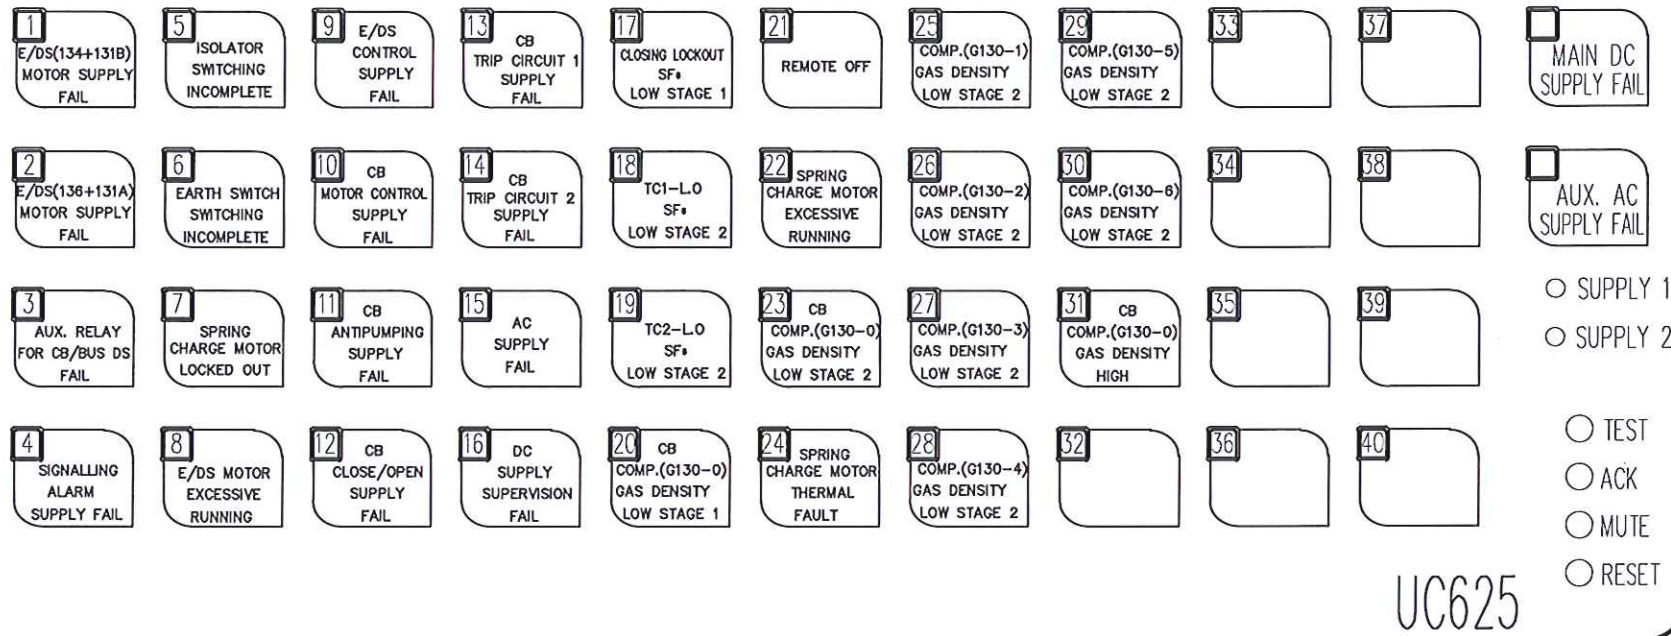 1
E/DS(134+131B)
MOTOR SUPPLY
FAIL
5
ISOLATOR
SWITCHING
INCOMPLETE
9
E/DS
CONTROL
SUPPLY
FAIL
13
CB
TRIP CIRCUIT 1
SUPPLY
FAIL
17
CLOSING LOCKOUT
SF₆
LOW STAGE 1
21
REMOTE OFF
25
COMP.(G130-1)
GAS DENSITY
LOW STAGE 2
29
COMP.(G130-5)
GAS DENSITY
LOW STAGE 2
33
37
MAIN DC
SUPPLY FAIL
2
E/DS(136+131A)
MOTOR SUPPLY
FAIL
6
EARTH SWITCH
SWITCHING
INCOMPLETE
10
CB
MOTOR CONTROL
SUPPLY
FAIL
14
CB
TRIP CIRCUIT 2
SUPPLY
FAIL
18
TC1-L.O
SF₆
LOW STAGE 2
22
SPRING
CHARGE MOTOR
EXCESSIVE
RUNNING
26
COMP.(G130-2)
GAS DENSITY
LOW STAGE 2
30
COMP.(G130-6)
GAS DENSITY
LOW STAGE 2
34
38
AUX. AC
SUPPLY FAIL
3
AUX. RELAY
FOR CB/BUS DS
FAIL
7
SPRING
CHARGE MOTOR
LOCKED OUT
11
CB
ANTIPUMPING
SUPPLY
FAIL
15
AC
SUPPLY
FAIL
19
TC2-L.O
SF₆
LOW STAGE 2
23
CB
COMP.(G130-0)
GAS DENSITY
LOW STAGE 2
27
COMP.(G130-3)
GAS DENSITY
LOW STAGE 2
31
CB
COMP.(G130-0)
GAS DENSITY
HIGH
35
39
SUPPLY 1
SUPPLY 2
4
SIGNALLING
ALARM
SUPPLY FAIL
8
E/DS MOTOR
EXCESSIVE
RUNNING
12
CB
CLOSE/OPEN
SUPPLY
FAIL
16
DC
SUPPLY
SUPERVISION
FAIL
20
CB
COMP.(G130-0)
GAS DENSITY
LOW STAGE 1
24
SPRING
CHARGE MOTOR
THERMAL
FAULT
28
COMP.(G130-4)
GAS DENSITY
LOW STAGE 2
32
36
40
TEST
ACK
MUTE
RESET
UC625